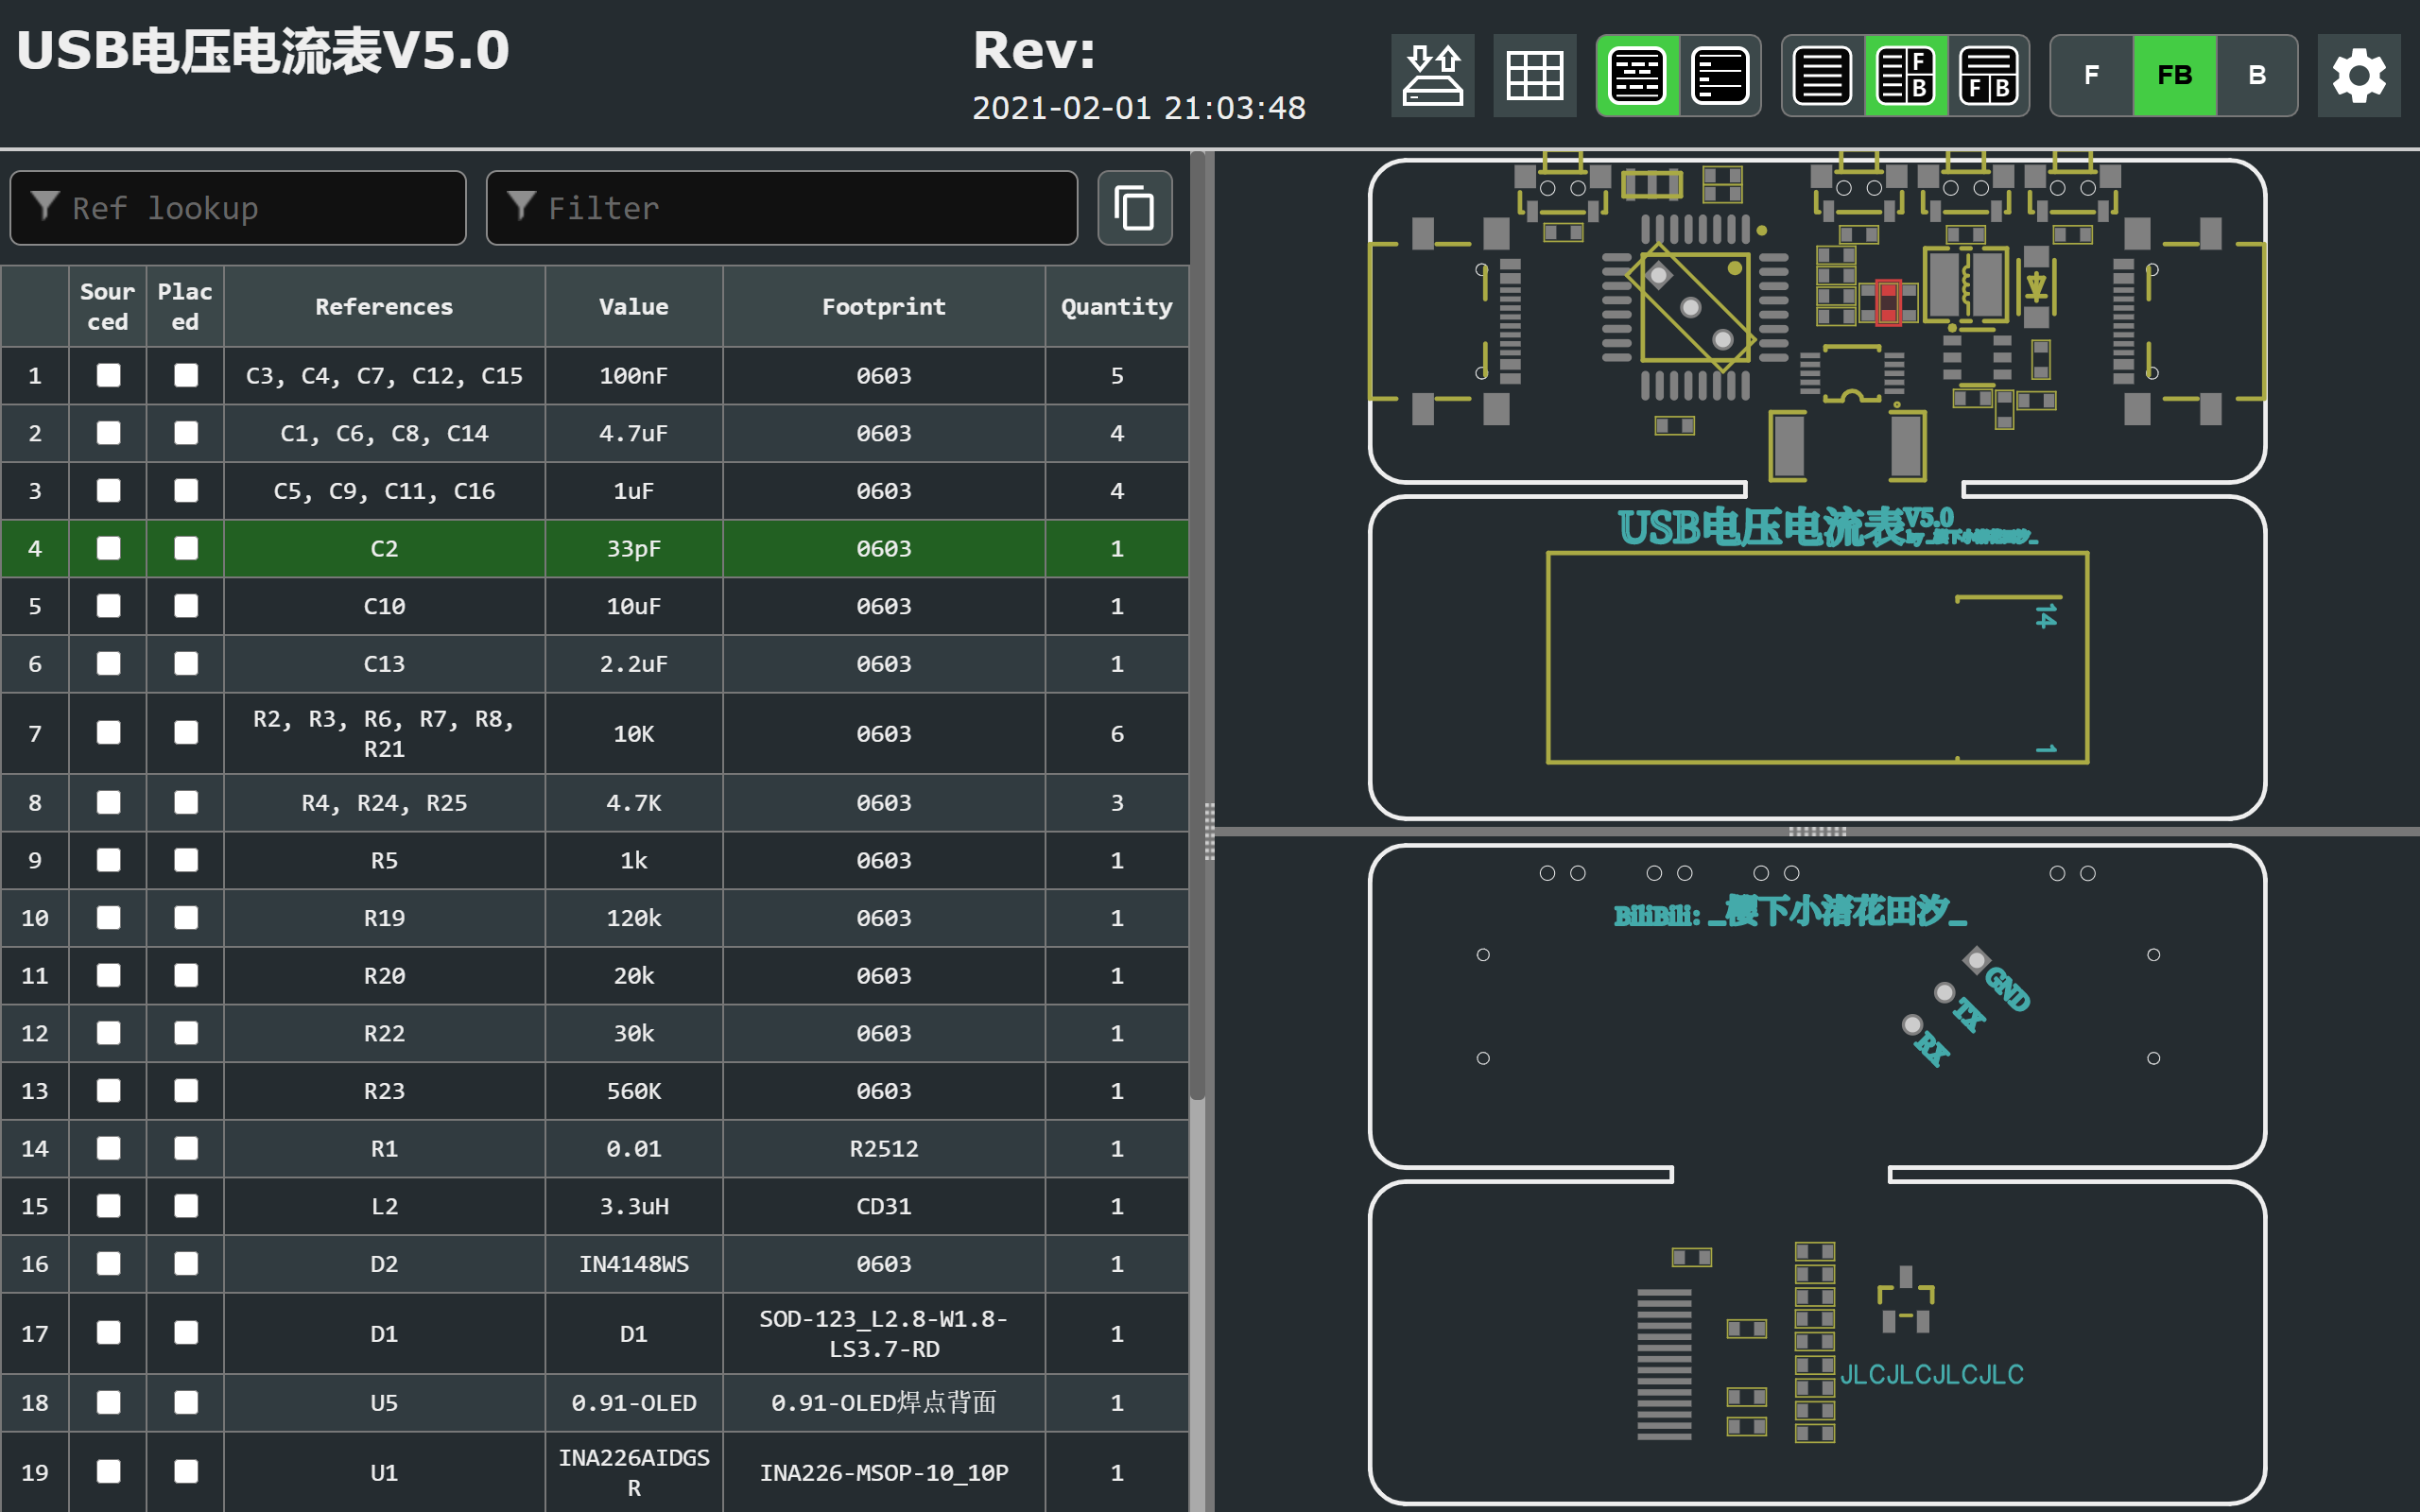 USB电压电流表V5.0
Rev:
2021-02-01 21:03:48
F
B
F B
F
FB
B
Ref lookup
Filter
Sourced Placed References Value Footprint Quantity
1 C3, C4, C7, C12, C15 100nF 0603 5
2 C1, C6, C8, C14 4.7uF 0603 4
3 C5, C9, C11, C16 1uF 0603 4
4 C2 33pF 0603 1
5 C10 10uF 0603 1
6 C13 2.2uF 0603 1
7 R2, R3, R6, R7, R8, R21 10K 0603 6
8 R4, R24, R25 4.7K 0603 3
9 R5 1k 0603 1
10 R19 120k 0603 1
11 R20 20k 0603 1
12 R22 30k 0603 1
13 R23 560K 0603 1
14 R1 0.01 R2512 1
15 L2 3.3uH CD31 1
16 D2 IN4148WS 0603 1
17 D1 D1 SOD-123_L2.8-W1.8-LS3.7-RD 1
18 U5 0.91-OLED 0.91-OLED焊点背面 1
19 U1 INA226AIDGSR INA226-MSOP-10_10P 1
USB电压电流表V5.0
14
1
BiliBili: _樱下小渚花田汐_
GND
TX
RX
JLCJLCJLCJLC